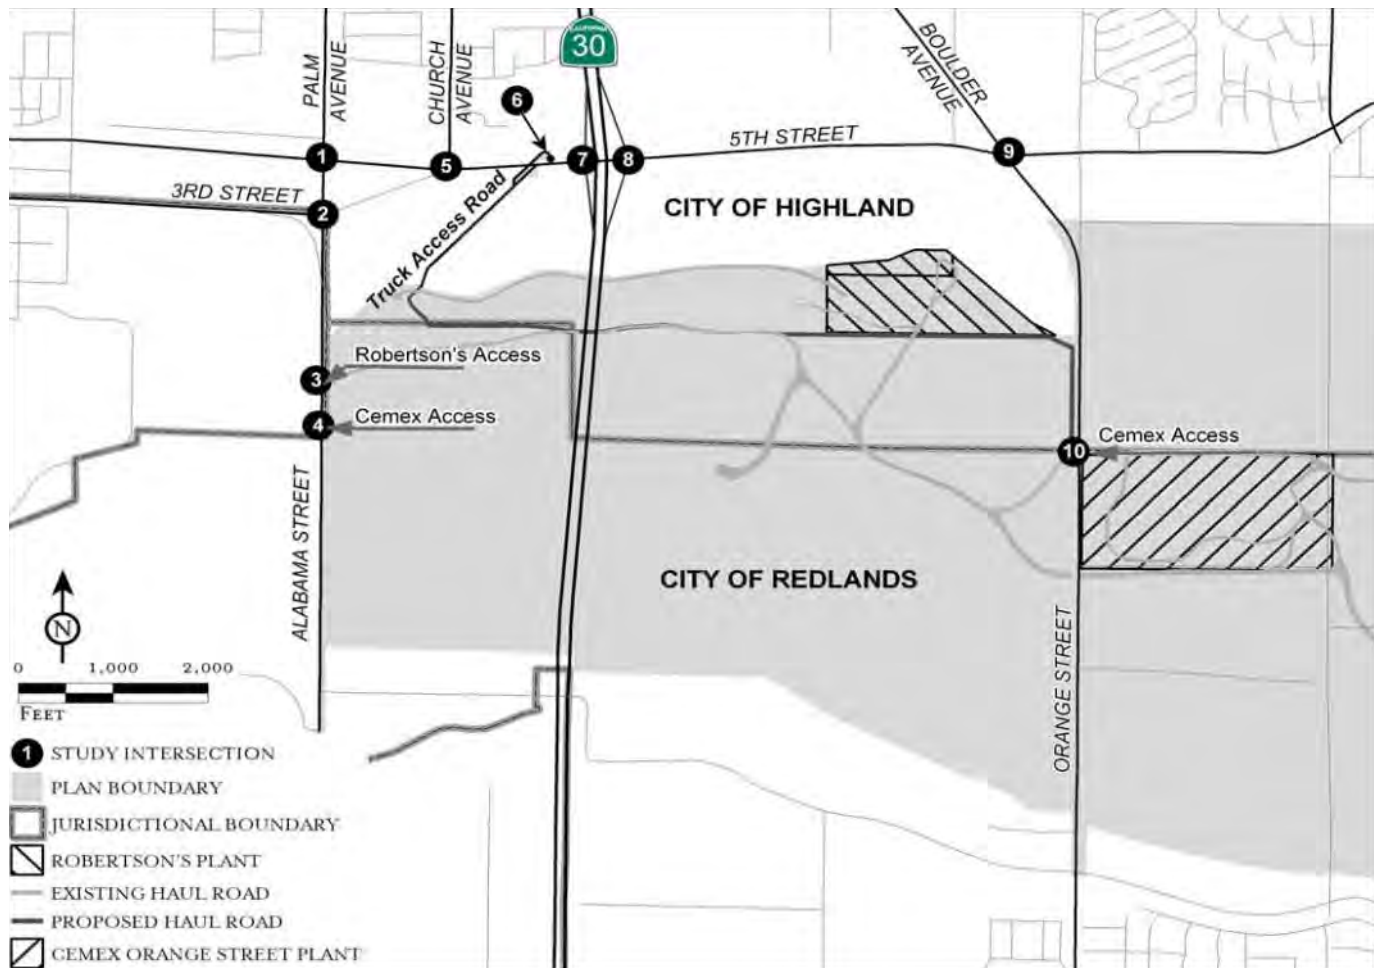 PALM
AVENUE
CHURCH
AVENUE
CALIFORNIA
30
BOULDER
AVENUE
6
5TH STREET
1
5
7
8
9
3RD STREET
2
Truck Access Road
CITY OF HIGHLAND
Robertson's Access
3
Cemex Access
4
Cemex Access
10
ALABAMA STREET
CITY OF REDLANDS
ORANGE STREET
N
0 1,000 2,000
FEET
1 STUDY INTERSECTION
PLAN BOUNDARY
JURISDICTIONAL BOUNDARY
ROBERTSON'S PLANT
EXISTING HAUL ROAD
PROPOSED HAUL ROAD
CEMEX ORANGE STREET PLANT